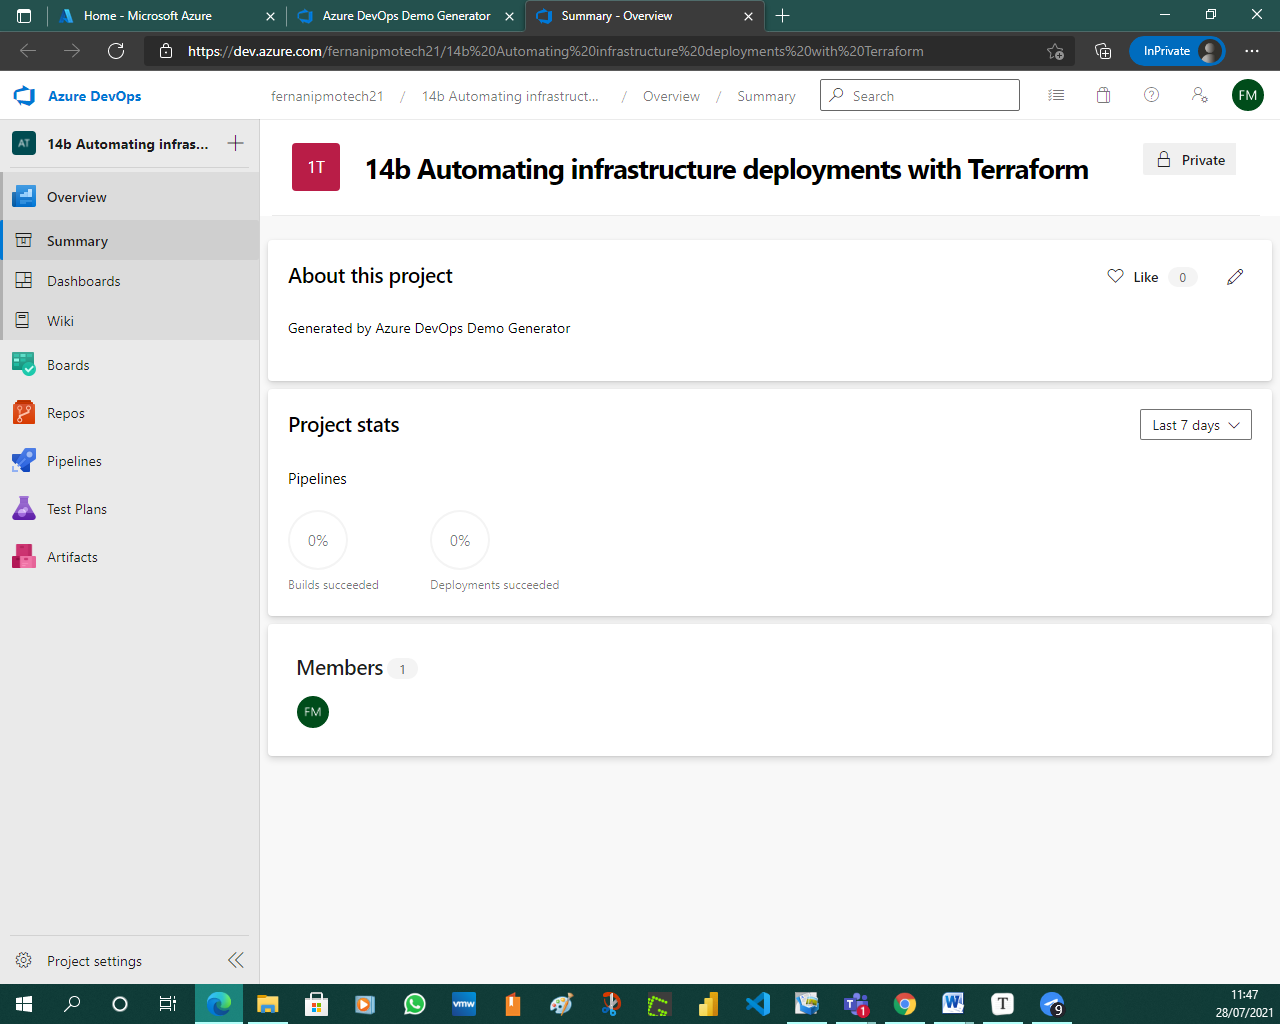 Home - Microsoft Azure
Azure DevOps Demo Generator
Summary - Overview
https://dev.azure.com/fernanipmotech21/14b%20Automating%20infrastructure%20deployments%20with%20Terraform
InPrivate
Azure DevOps
fernanipmotech21 / 14b Automating infrastruct... / Overview / Summary
Search
FM
AT
14b Automating infras...
Overview
Summary
Dashboards
Wiki
Boards
Repos
Pipelines
Test Plans
Artifacts
Project settings
1T
14b Automating infrastructure deployments with Terraform
Private
About this project
Like 0
Generated by Azure DevOps Demo Generator
Project stats
Last 7 days
Pipelines
0%
0%
Builds succeeded
Deployments succeeded
Members 1
FM
vmw
W
1
T
9
11:47
28/07/2021